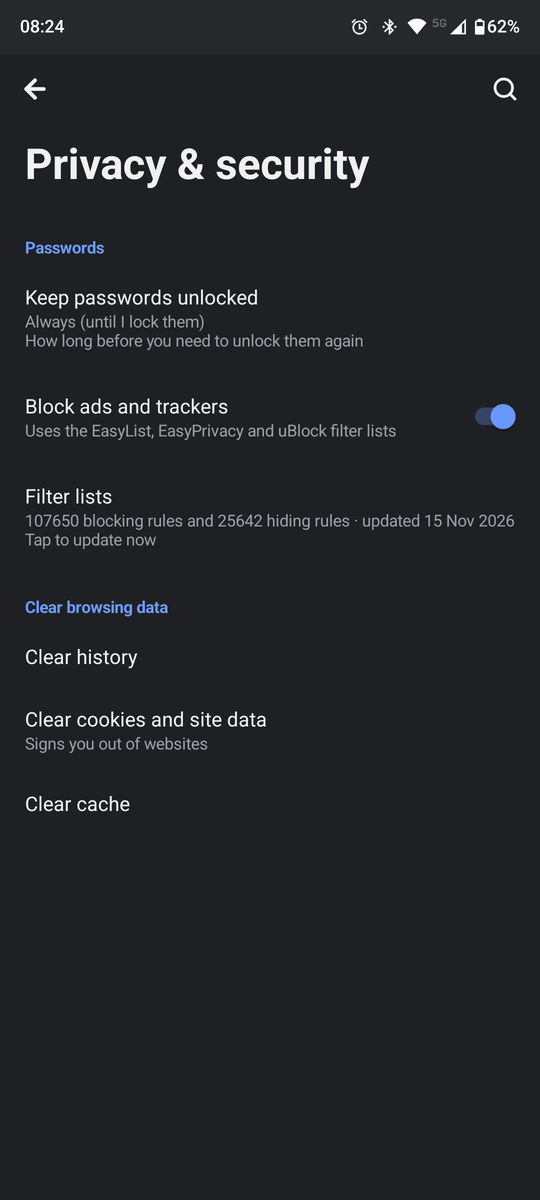 08:24
5G
62%
Privacy & security
Passwords
Keep passwords unlocked
Always (until I lock them)
How long before you need to unlock them again
Block ads and trackers
Uses the EasyList, EasyPrivacy and uBlock filter lists
Filter lists
107650 blocking rules and 25642 hiding rules · updated 15 Nov 2026
Tap to update now
Clear browsing data
Clear history
Clear cookies and site data
Signs you out of websites
Clear cache